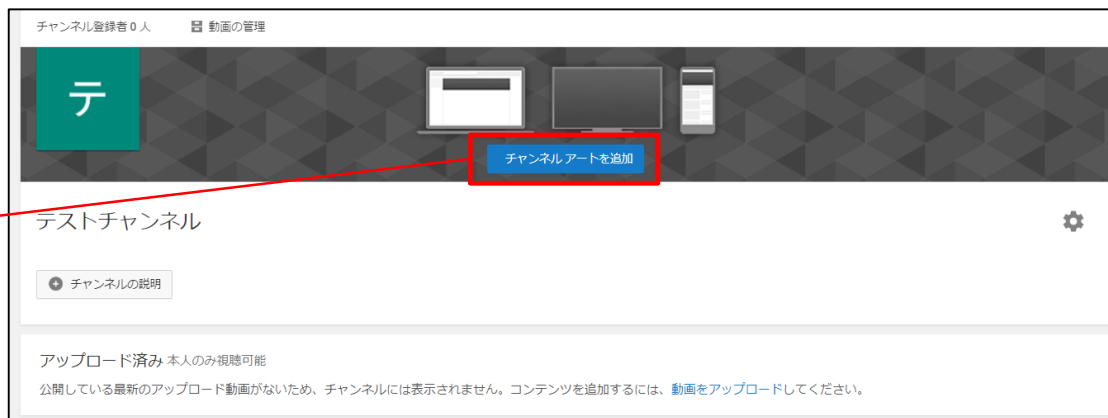 チャンネル登録者 0 人 動画の管理
テ
チャンネル アートを追加
テストチャンネル
チャンネルの説明
アップロード済み 本人のみ視聴可能
公開している最新のアップロード動画がないため、チャンネルには表示されません。コンテンツを追加するには、動画をアップロードしてください。